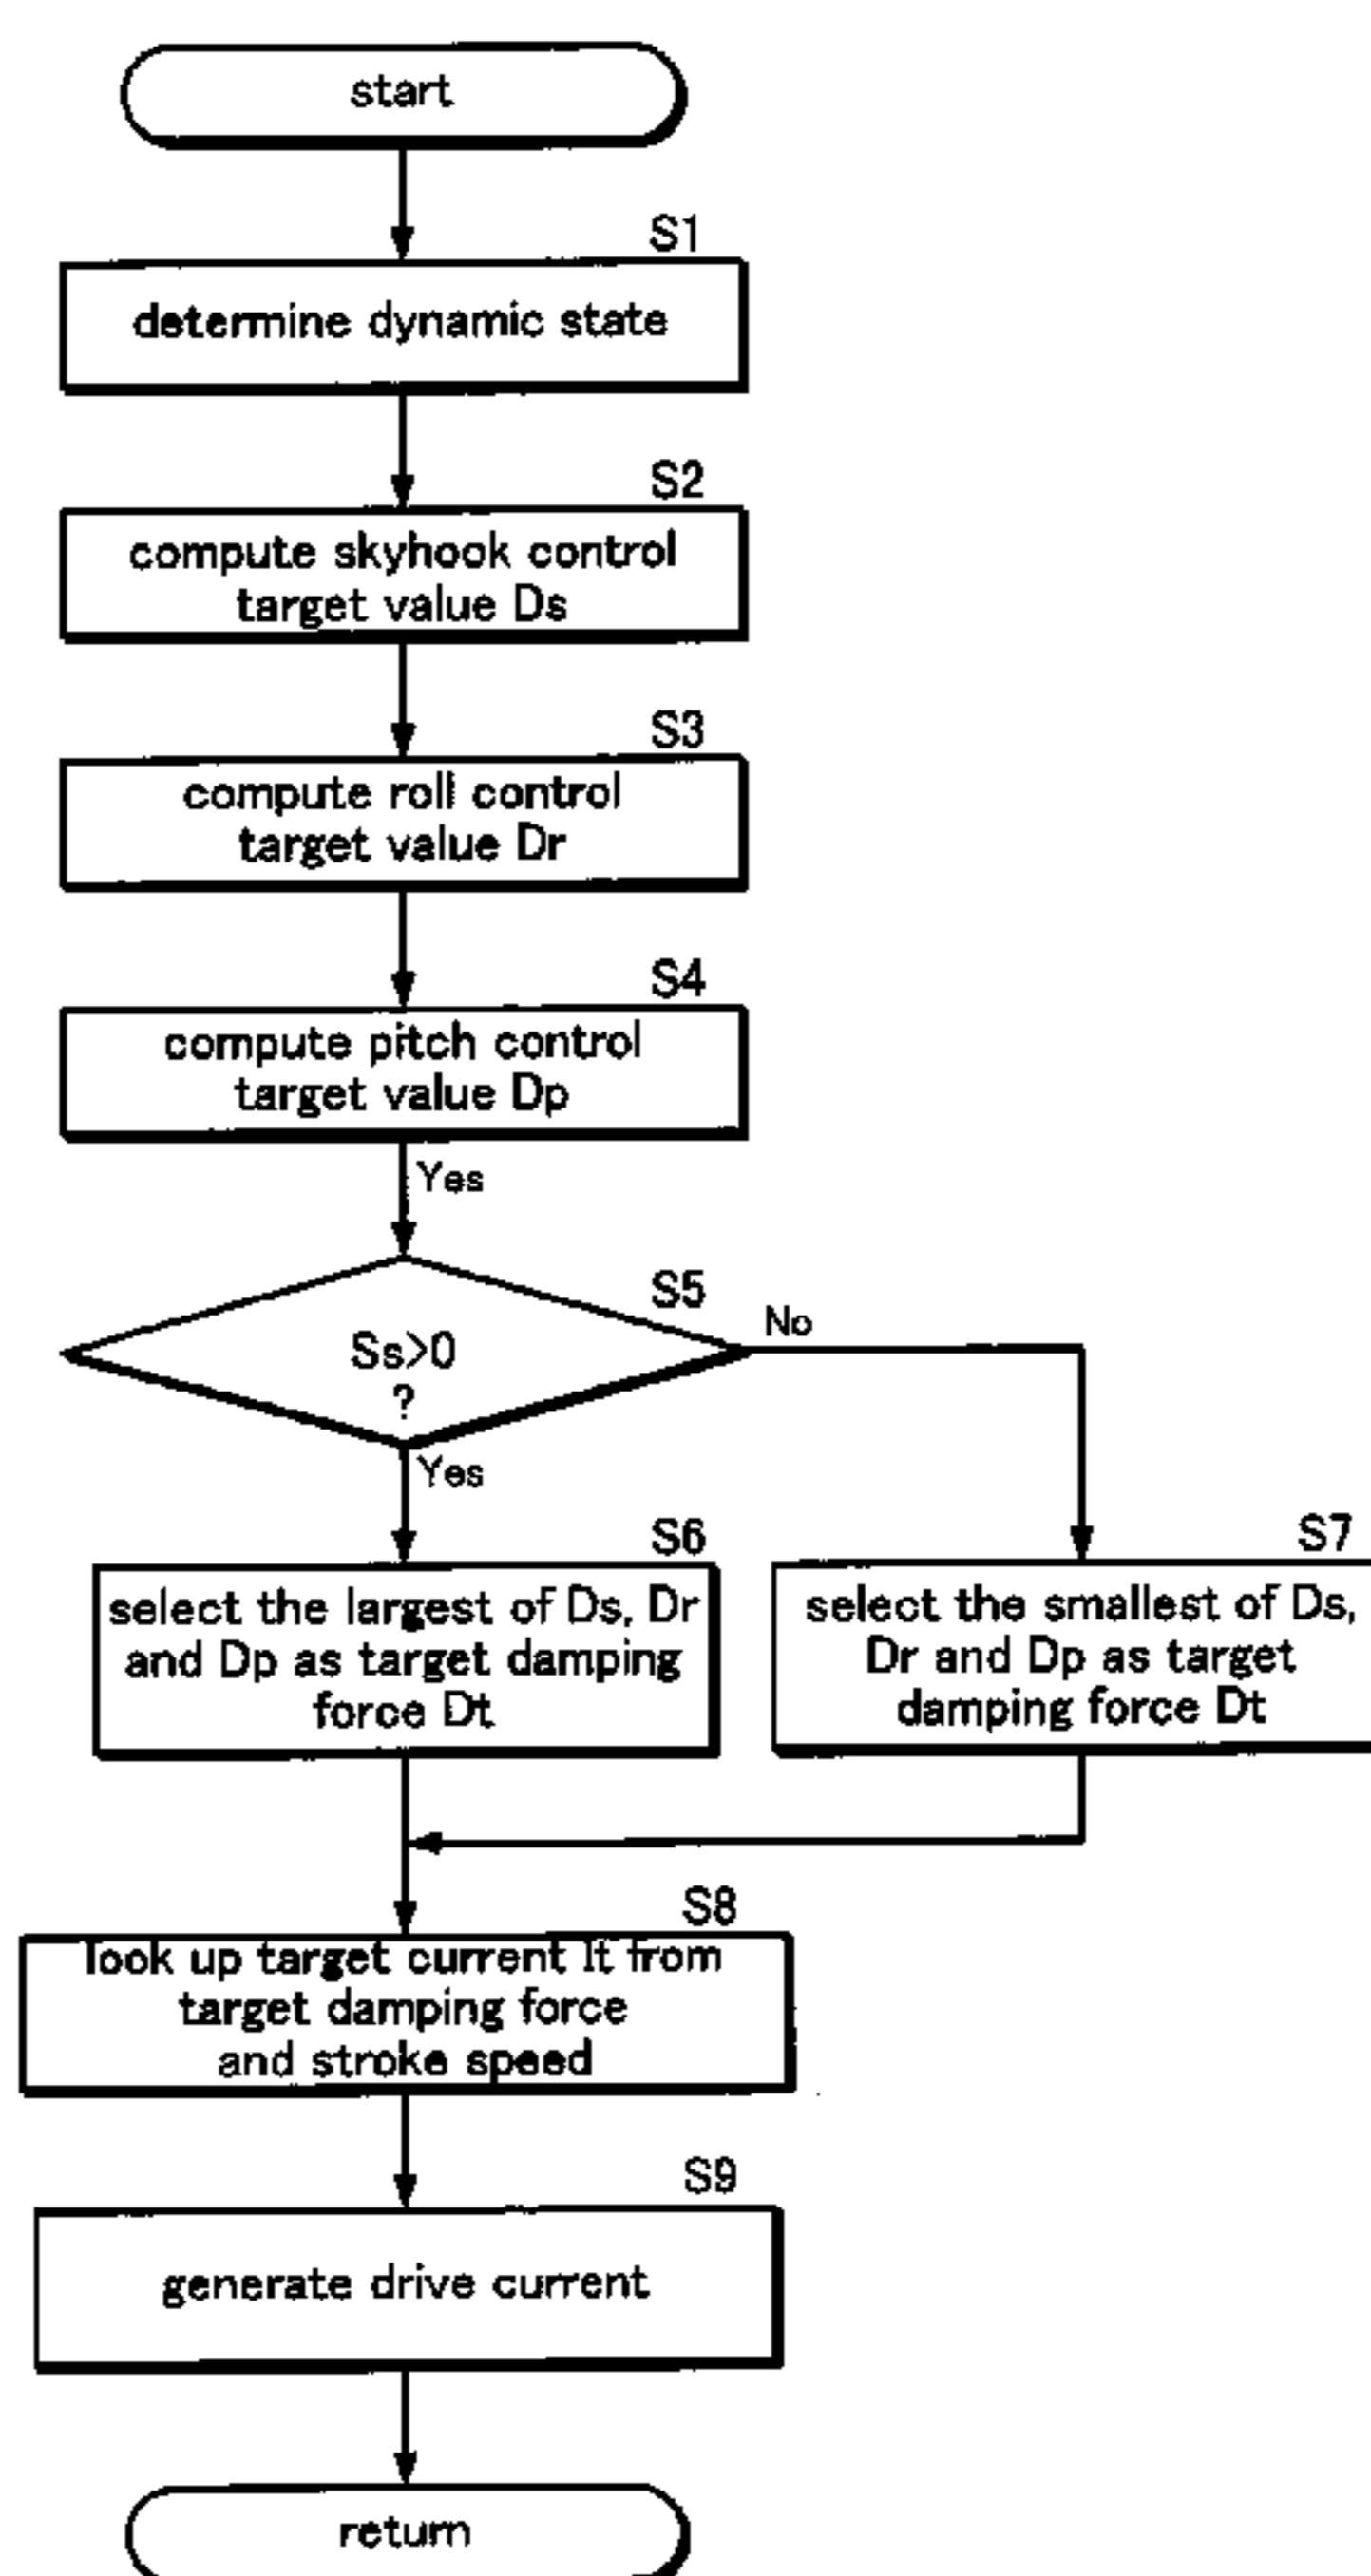 start
S1
determine dynamic state
S2
compute skyhook control
target value Ds
S3
compute roll control
target value Dr
S4
compute pitch control
target value Dp
Yes
S5
No
Ss>0
?
Yes
S6
select the largest of Ds, Dr
and Dp as target damping
force Dt
S7
select the smallest of Ds,
Dr and Dp as target
damping force Dt
S8
look up target current It from
target damping force
and stroke speed
S9
generate drive current
return